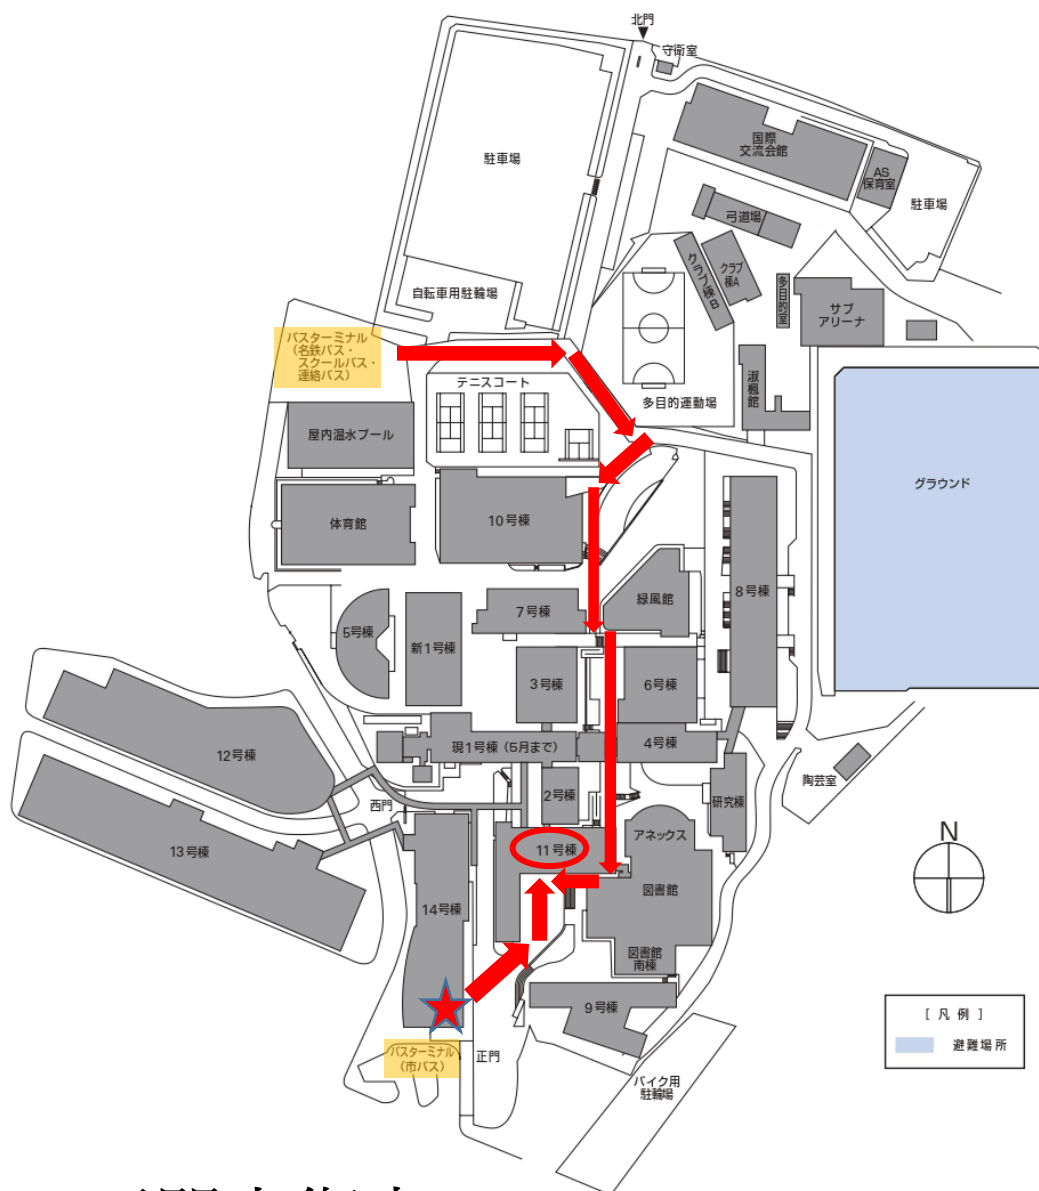 北門
守衛室
国際
交流会館
AS
保育室
駐車場
駐車場
弓道場
クラブ
棟A
クラブ棟B
多目的室
サブ
アリーナ
自転車用駐輪場
バスターミナル
(名鉄バス・
スクールバス・
連絡バス)
テニスコート
多目的運動場
淑楓館
屋内温水プール
グラウンド
体育館
10号棟
8号棟
緑風館
7号棟
5号棟
新1号棟
3号棟
6号棟
現1号棟(5月まで)
4号棟
12号棟
陶芸室
2号棟
研究棟
西門
アネックス
13号棟
11号棟
N
図書館
14号棟
図書館
南棟
9号棟
[凡例]
避難場所
バスターミナル
(市バス)
正門
バイク用
駐輪場